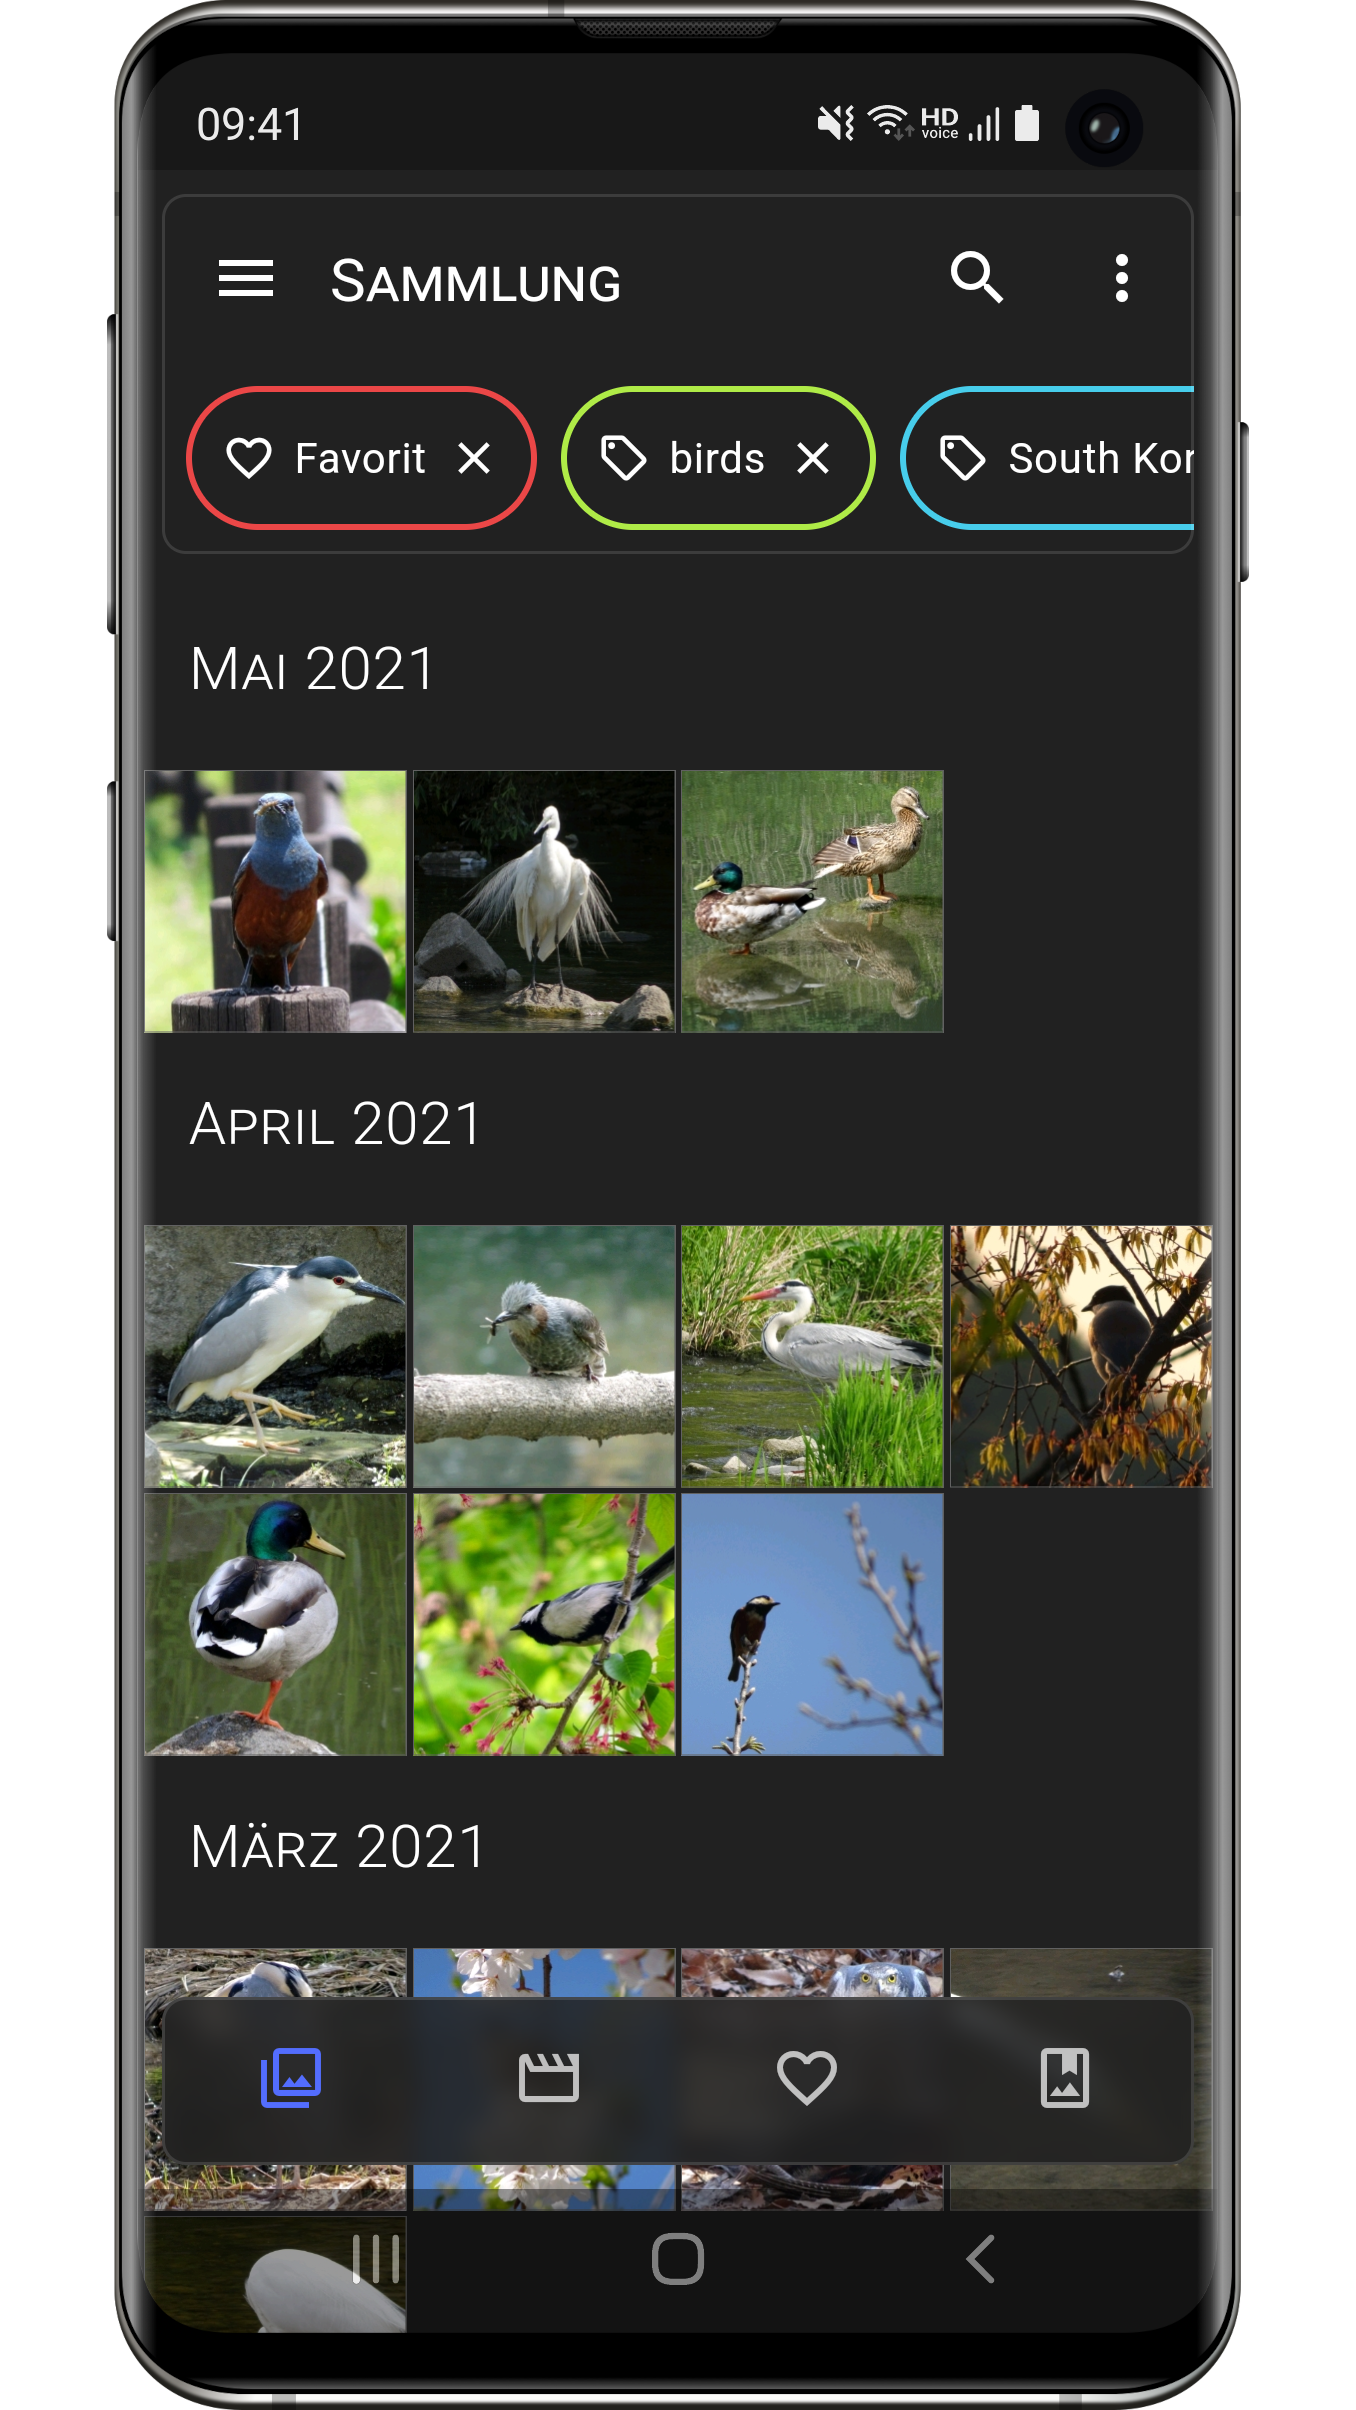 09:41 HD voice
SAMMLUNG
Favorit birds South Kor
MAI 2021
APRIL 2021
MÄRZ 2021